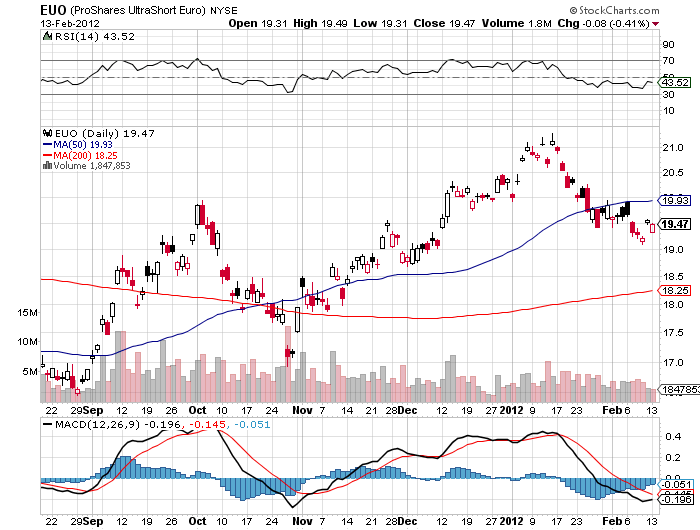 EUO (ProShares UltraShort Euro) NYSE © StockCharts.com
13-Feb-2012 Open 19.31 High 19.49 Low 19.31 Close 19.47 Volume 1.8M Chg -0.08 (-0.41%)
RSI(14) 43.52
90
70
50
43.52
30
10
EUO (Daily) 19.47
MA(50) 19.93
MA(200) 18.25
Volume 1,847,853
21.0
20.5
19.93
19.47
19.0
18.25
18.0
17.5
17.0
1847853
15M
10M
5M
22 29 Sep 12 19 26 Oct 10 17 24 Nov 7 14 21 28 Dec 12 19 27 2012 9 17 23 Feb 6 13
MACD(12,26,9) -0.196, -0.145, -0.051
0.4
0.2
0.0
-0.051
-0.196
22 29 Sep 12 19 26 Oct 10 17 24 Nov 7 14 21 28 Dec 12 19 27 2012 9 17 23 Feb 6 13